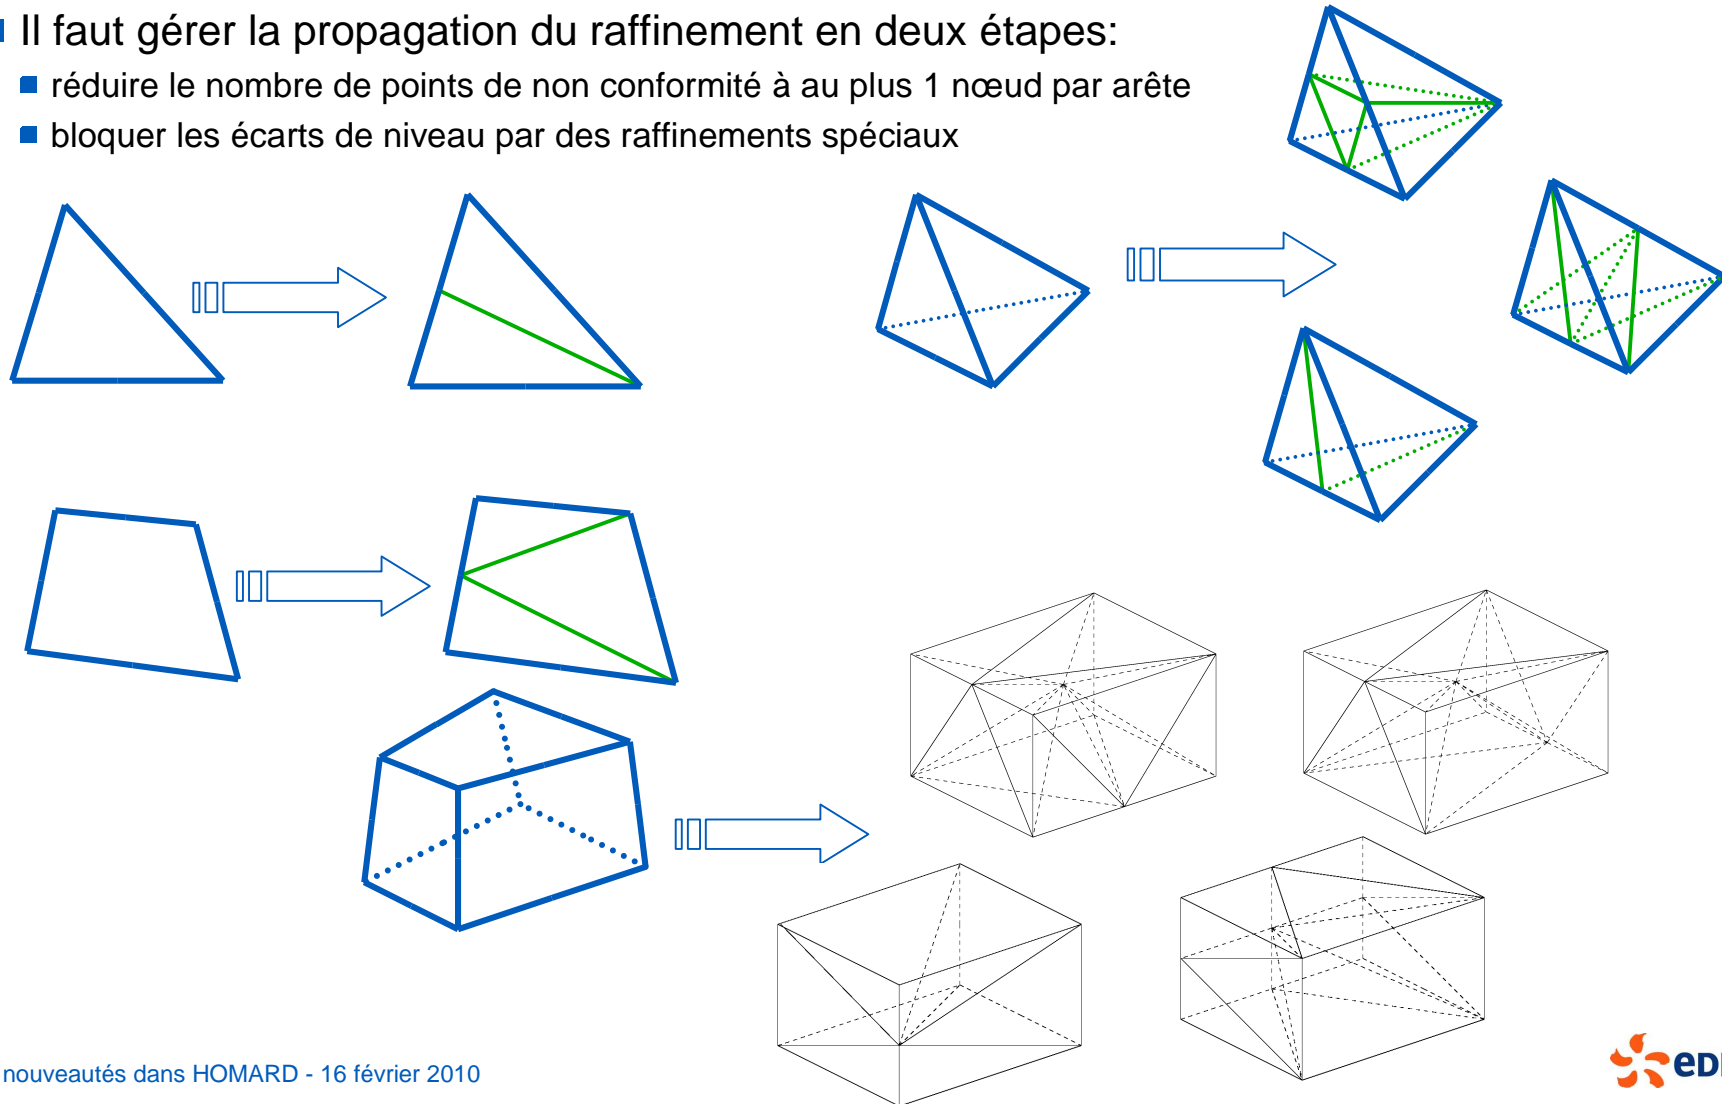 Il faut gérer la propagation du raffinement en deux étapes:
réduire le nombre de points de non conformité à au plus 1 nœud par arête
bloquer les écarts de niveau par des raffinements spéciaux
nouveautés dans HOMARD - 16 février 2010